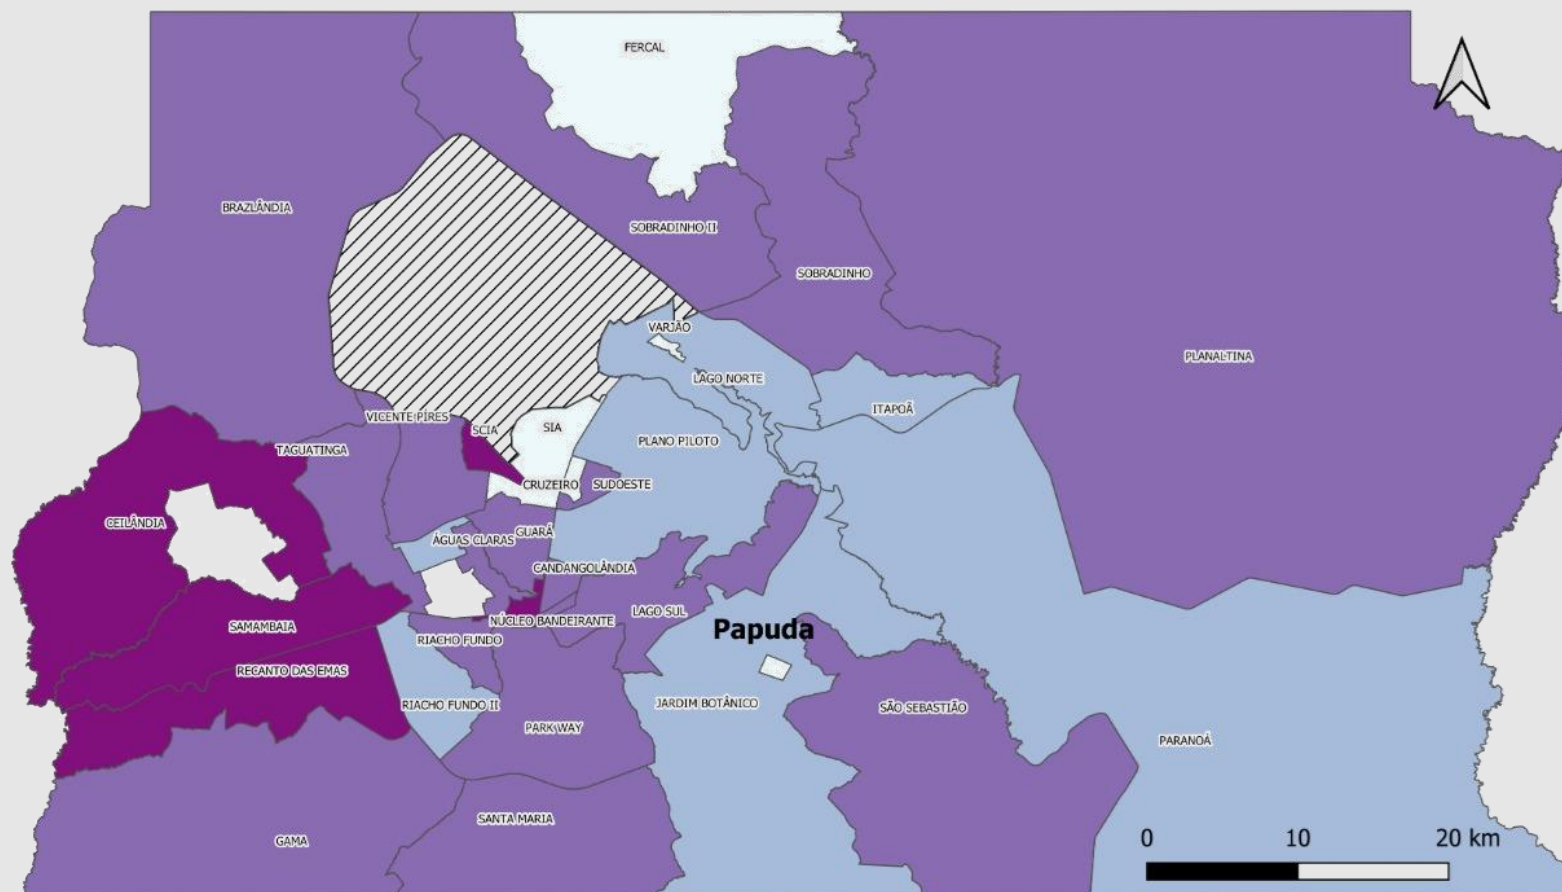 FERCAL
BRAZLÂNDIA
SOBRADINHO II
SOBRADINHO
VARJÃO
PLANALTINA
LAGO NORTE
ITAPOÃ
VICENTE PIRES
SCIA
SIA
PLANO PILOTO
TAGUATINGA
CRUZEIRO
SUDOESTE
CEILÂNDIA
ÁGUAS CLARAS
GUARÁ
CANDANGOLÂNDIA
LAGO SUL
NÚCLEO BANDEIRANTE
SAMAMBAIA
Papuda
RIACHO FUNDO
RECANTO DAS EMAS
RIACHO FUNDO II
JARDIM BOTÂNICO
SÃO SEBASTIÃO
PARK WAY
PARANOÁ
SANTA MARIA
GAMA
0 10 20 km